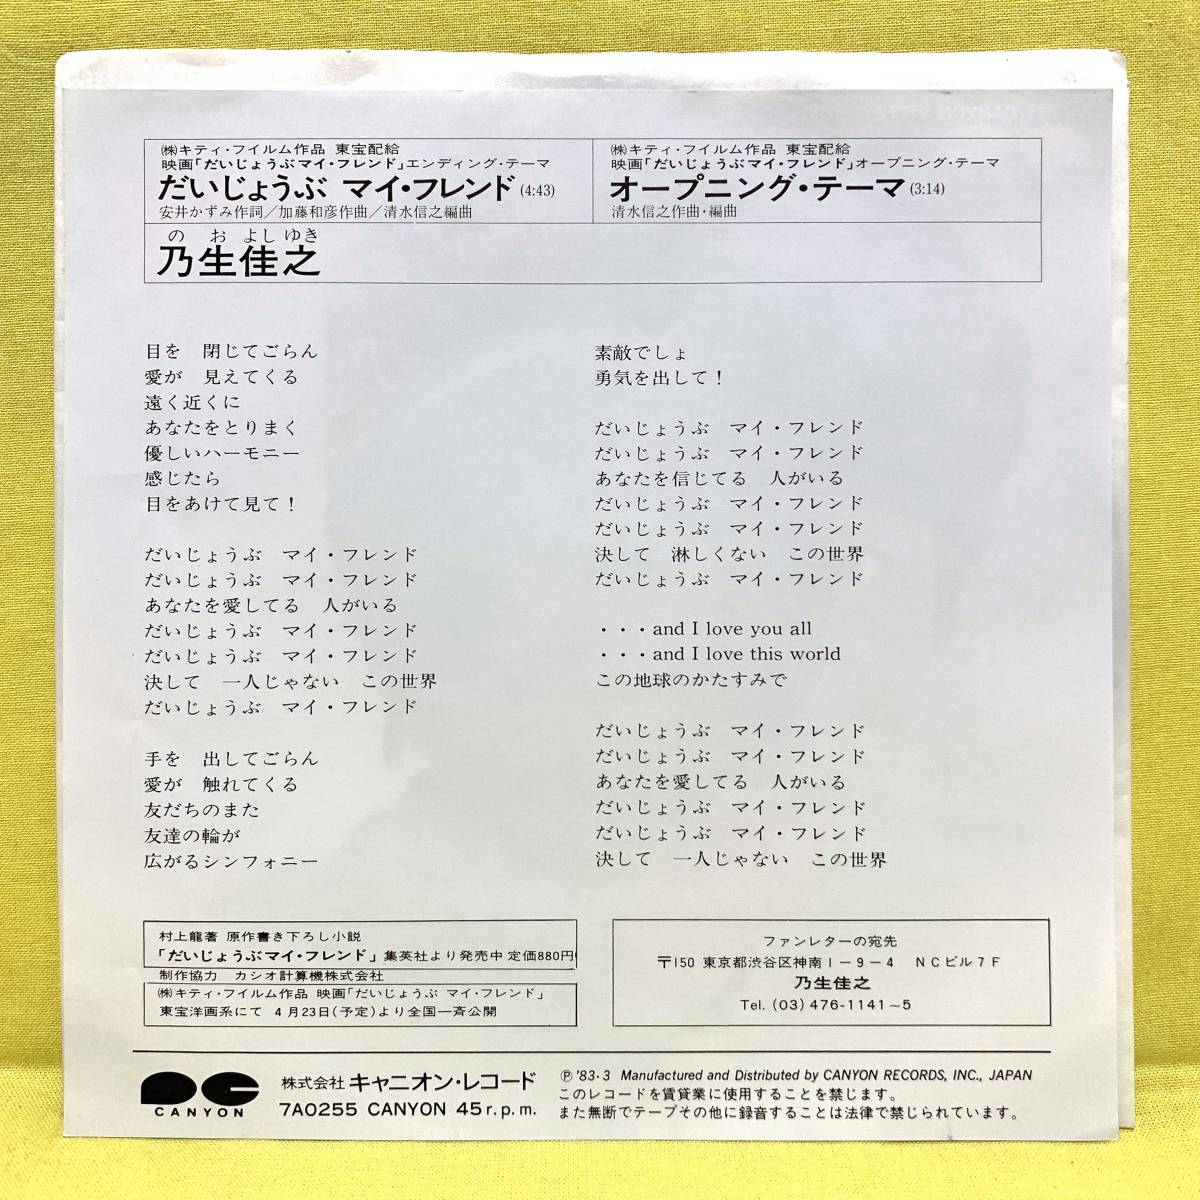 ㈱キティ・フイルム作品 東宝配給
映画「だいじょうぶマイ・フレンド」エンディング・テーマ
だいじょうぶ マイ・フレンド(4:43)
安井かずみ作詞／加藤和彦作曲／清水信之編曲
㈱キティ・フイルム作品 東宝配給
映画「だいじょうぶマイ・フレンド」オープニング・テーマ
オープニング・テーマ(3:14)
清水信之作曲・編曲
の お よし ゆき
乃生佳之
目を　閉じてごらん
愛が　見えてくる
遠く近くに
あなたをとりまく
優しいハーモニー
感じたら
目をあけて見て！
だいじょうぶ　マイ・フレンド
だいじょうぶ　マイ・フレンド
あなたを愛してる　人がいる
だいじょうぶ　マイ・フレンド
だいじょうぶ　マイ・フレンド
決して　一人じゃない　この世界
だいじょうぶ　マイ・フレンド
手を　出してごらん
愛が　触れてくる
友だちのまた
友達の輪が
広がるシンフォニー
素敵でしょ
勇気を出して！
だいじょうぶ　マイ・フレンド
だいじょうぶ　マイ・フレンド
あなたを信じてる　人がいる
だいじょうぶ　マイ・フレンド
だいじょうぶ　マイ・フレンド
決して　淋しくない　この世界
だいじょうぶ　マイ・フレンド
・・・and I love you all
・・・and I love this world
この地球のかたすみで
だいじょうぶ　マイ・フレンド
だいじょうぶ　マイ・フレンド
あなたを愛してる　人がいる
だいじょうぶ　マイ・フレンド
だいじょうぶ　マイ・フレンド
決して　一人じゃない　この世界
村上龍著 原作書き下ろし小説
「だいじょうぶマイ・フレンド」集英社より発売中 定価880円
制作協力　カシオ計算機株式会社
㈱キティ・フイルム作品 映画「だいじょうぶ マイ・フレンド」
東宝洋画系にて 4月23日(予定)より全国一斉公開
ファンレターの宛先
〒150 東京都渋谷区神南1－9－4　NCビル7F
乃生佳之
Tel. (03) 476-1141～5
CANYON
株式会社 キャニオン・レコード
7A0255 CANYON 45 r.p.m.
Ⓟ '83・3 Manufactured and Distributed by CANYON RECORDS, INC., JAPAN
このレコードを賃貸業に使用することを禁じます。
また無断でテープその他に録音することは法律で禁じられています。